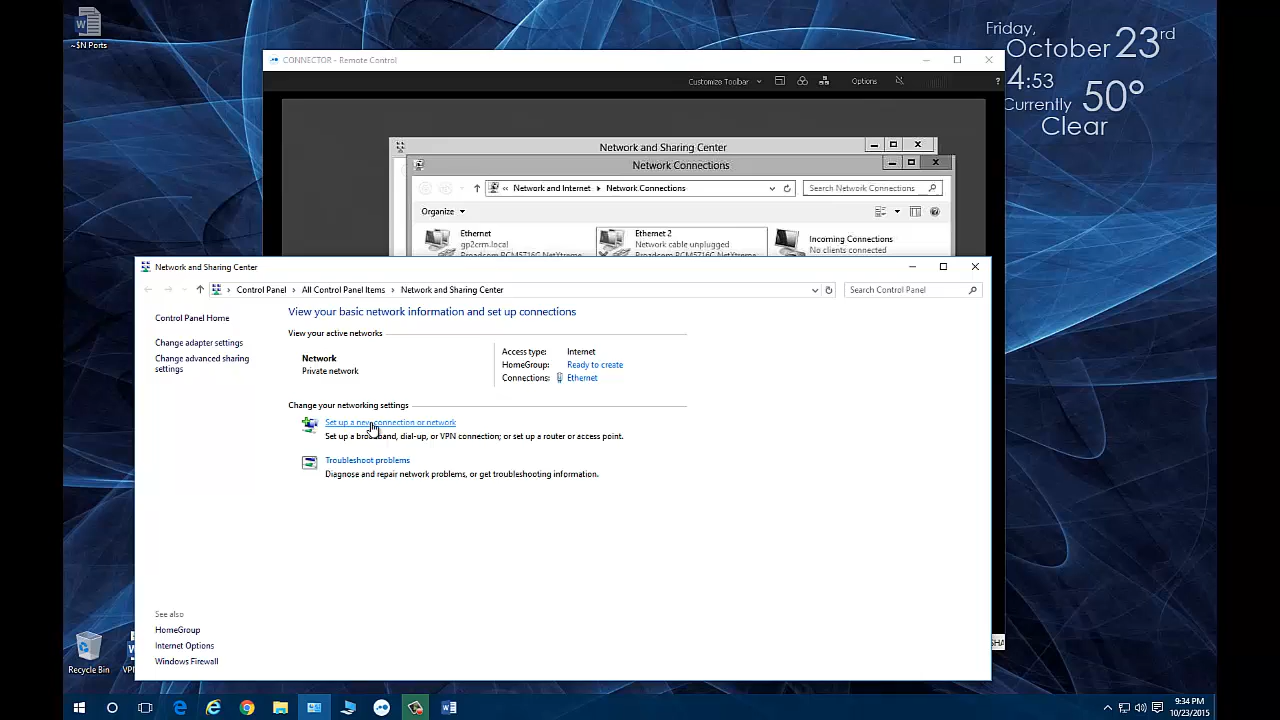 ~$N Ports
Friday,
October 23rd
4:53
Currently 50°
Clear
CONNECTOR - Remote Control
Customize Toolbar
Options
?
Network and Sharing Center
Network Connections
« Network and Internet › Network Connections
Search Network Connections
Organize
Ethernet
gp2crm.local
Broadcom BCM5716C NetXtreme
Ethernet 2
Network cable unplugged
Broadcom BCM5716C NetXtreme
Incoming Connections
No clients connected
Network and Sharing Center
Control Panel › All Control Panel Items › Network and Sharing Center
Search Control Panel
Control Panel Home
Change adapter settings
Change advanced sharing
settings
View your basic network information and set up connections
View your active networks
Network
Private network
Access type: Internet
HomeGroup: Ready to create
Connections: Ethernet
Change your networking settings
Set up a new connection or network
Set up a broadband, dial-up, or VPN connection; or set up a router or access point.
Troubleshoot problems
Diagnose and repair network problems, or get troubleshooting information.
See also
HomeGroup
Internet Options
Windows Firewall
Recycle Bin
9:34 PM
10/23/2015